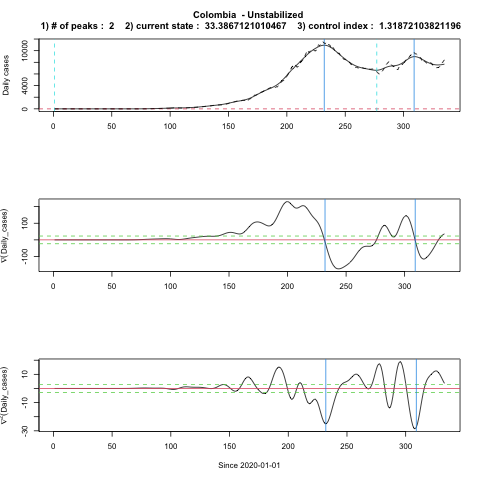 Colombia - Unstabilized
1) # of peaks : 2 2) current state : 33.3867121010467 3) control index : 1.31872103821196
Daily cases
10000
4000
0
0 50 100 150 200 250 300
∇(Daily_cases)
100
-100
0 50 100 150 200 250 300
∇²(Daily_cases)
10
-10
-30
0 50 100 150 200 250 300
Since 2020-01-01